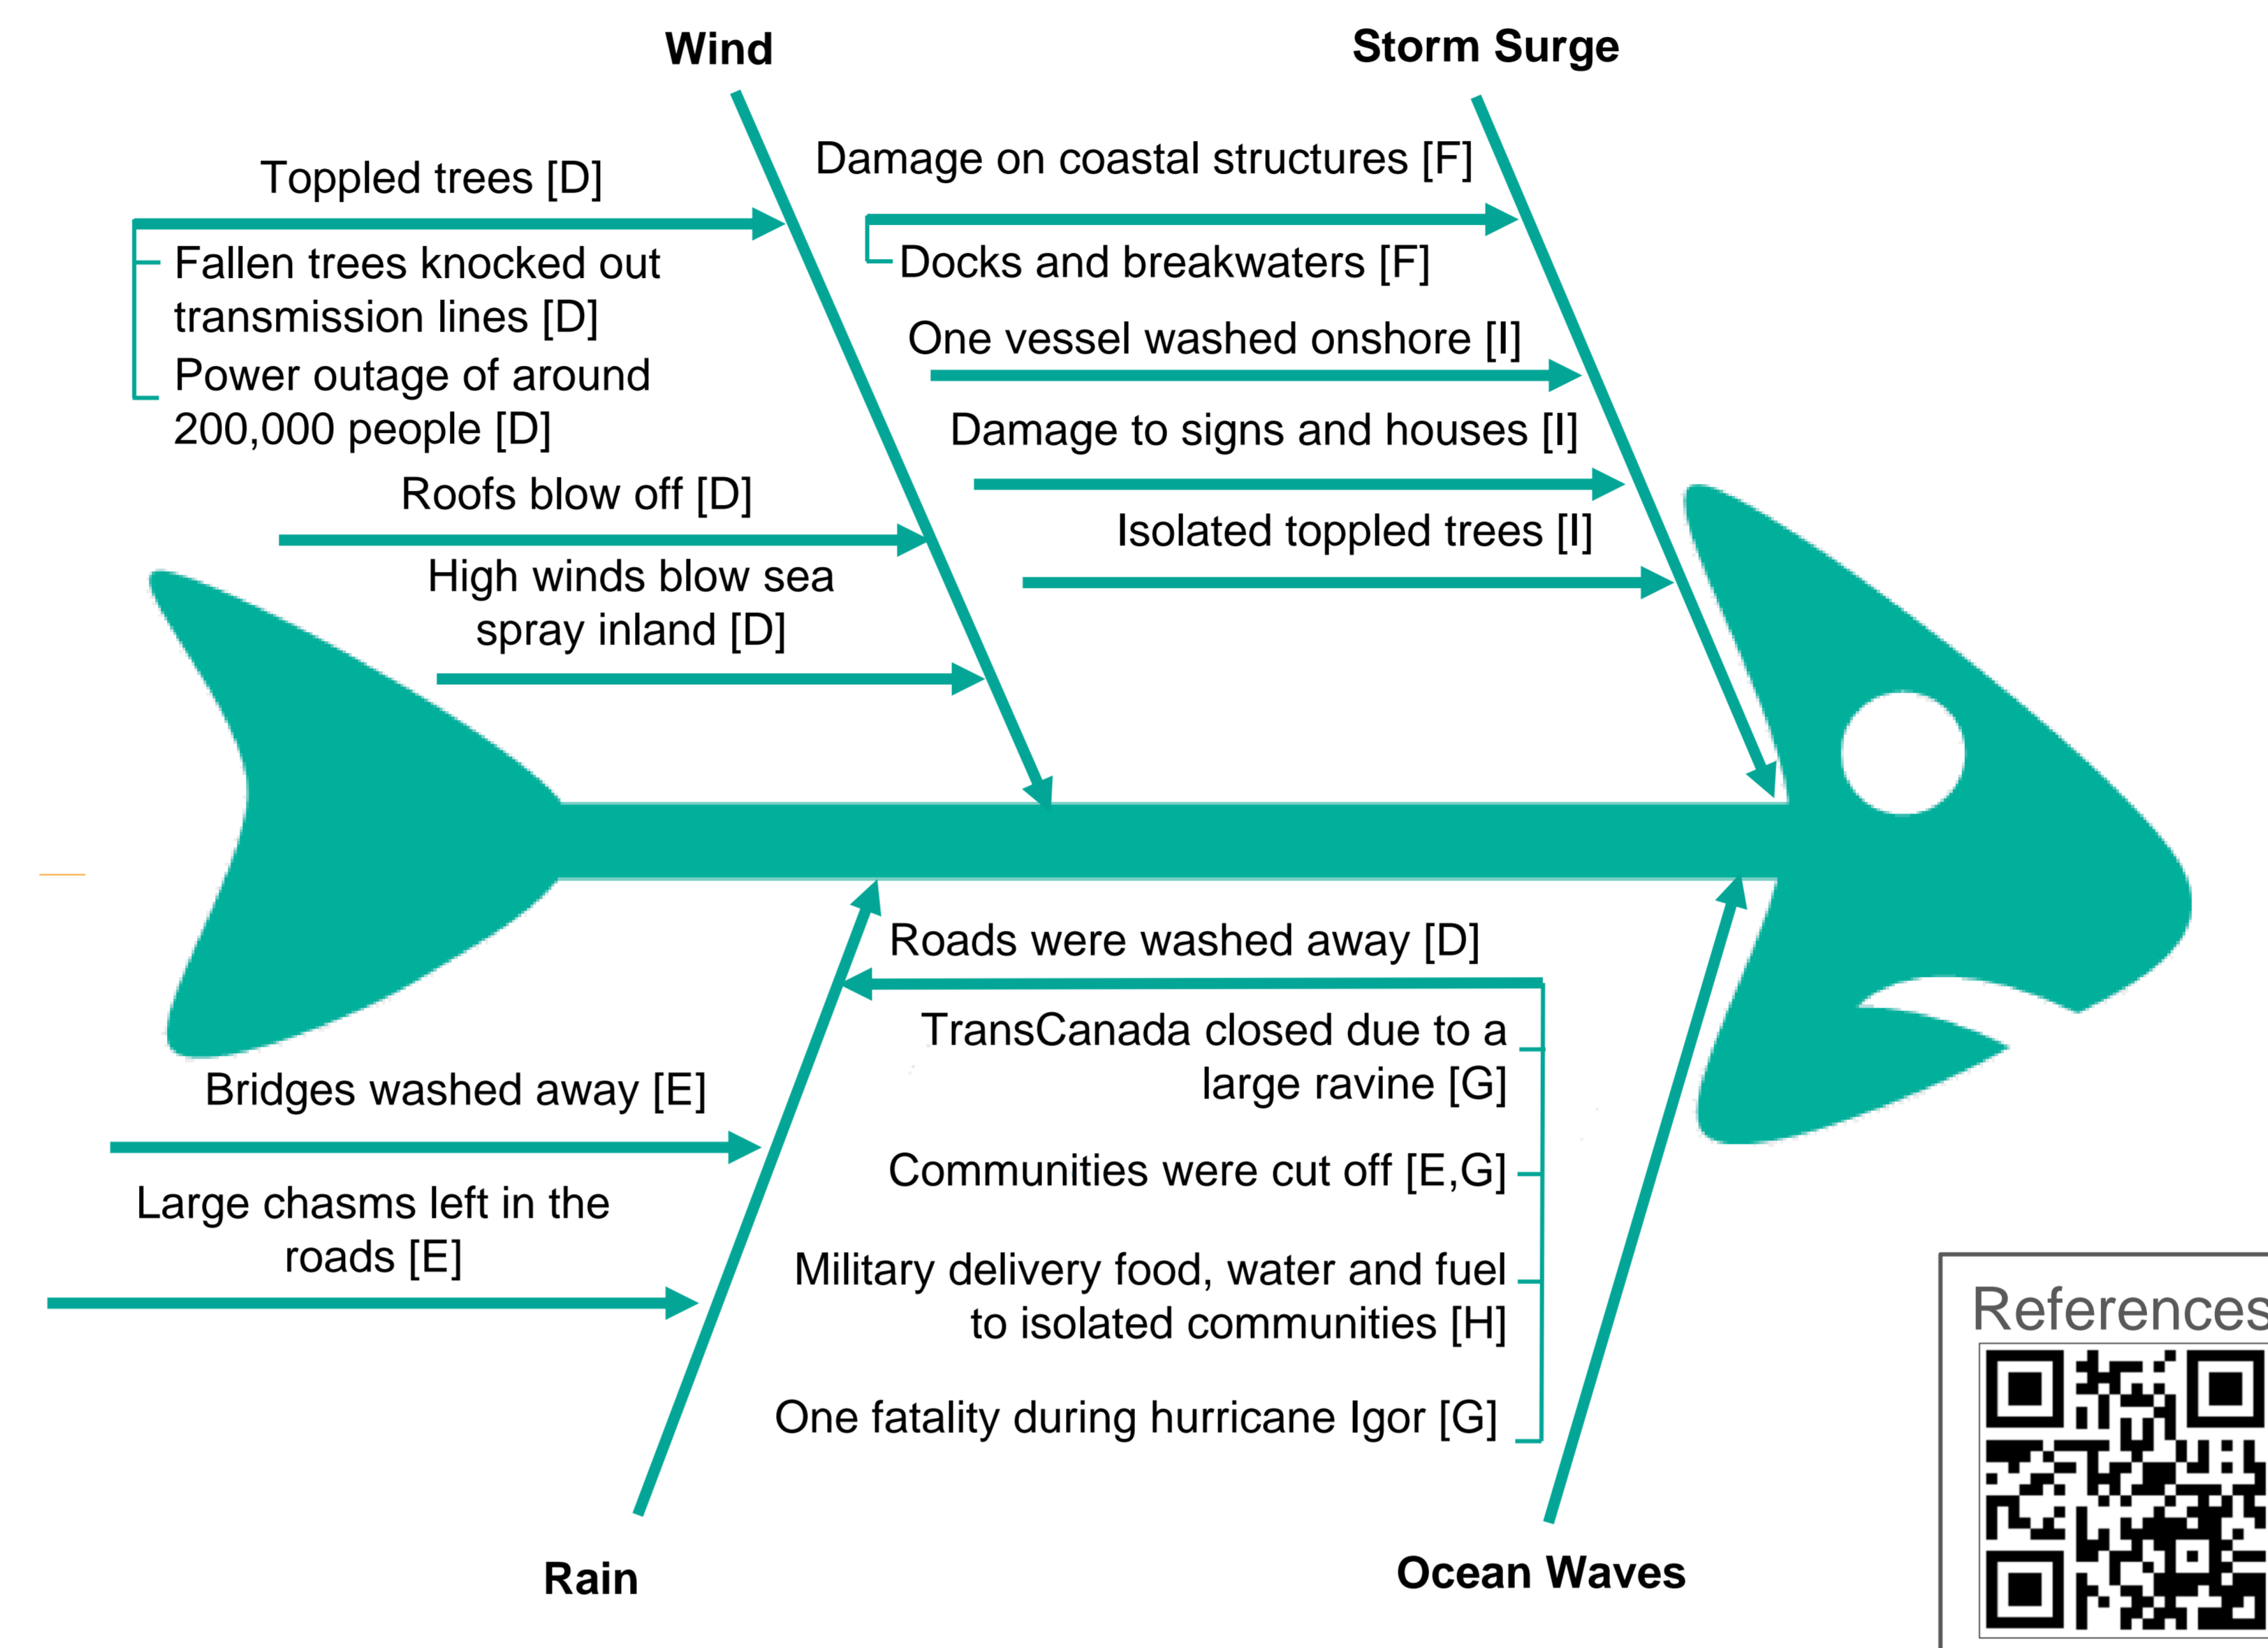 Wind
Storm Surge
Toppled trees [D]
Fallen trees knocked out
transmission lines [D]
Power outage of around
200,000 people [D]
Roofs blow off [D]
High winds blow sea
spray inland [D]
Damage on coastal structures [F]
Docks and breakwaters [F]
One vessel washed onshore [I]
Damage to signs and houses [I]
Isolated toppled trees [I]
Bridges washed away [E]
Large chasms left in the
roads [E]
Roads were washed away [D]
TransCanada closed due to a
large ravine [G]
Communities were cut off [E,G]
Military delivery food, water and fuel
to isolated communities [H]
One fatality during hurricane Igor [G]
Rain
Ocean Waves
References